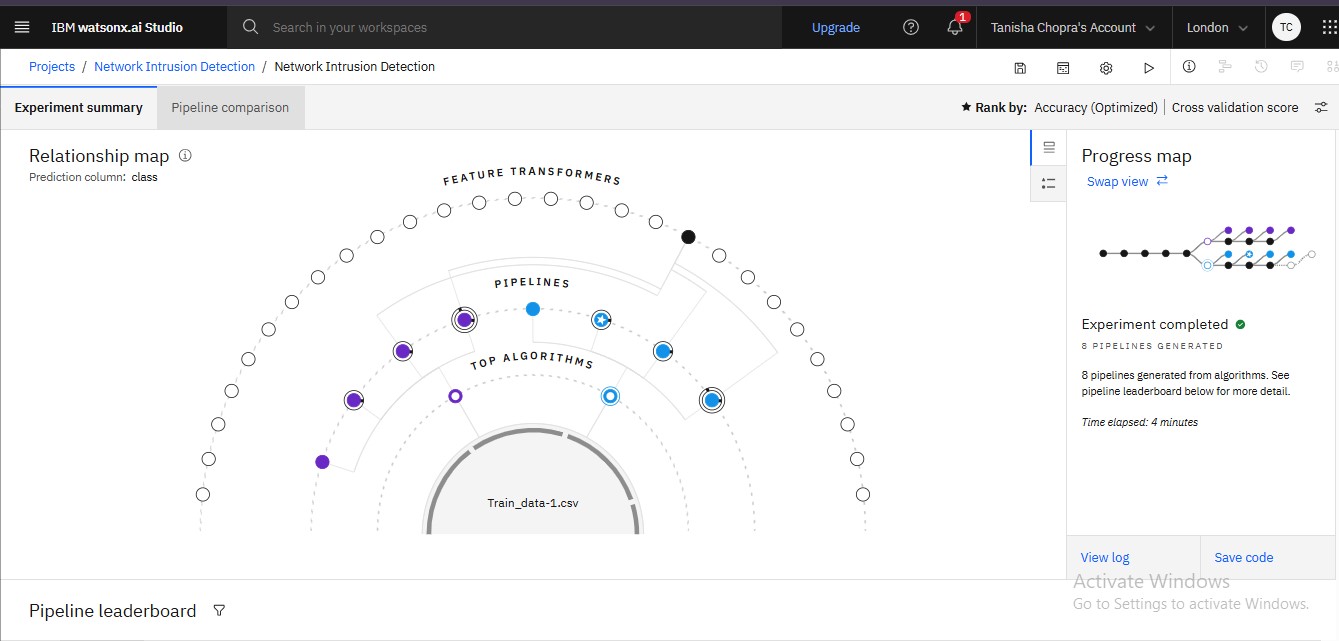 IBM watsonx.ai Studio
Search in your workspaces
Upgrade
1
Tanisha Chopra's Account
London
TC
Projects / Network Intrusion Detection / Network Intrusion Detection
Experiment summary
Pipeline comparison
Rank by: Accuracy (Optimized) | Cross validation score
Relationship map
Prediction column: class
FEATURE TRANSFORMERS
PIPELINES
TOP ALGORITHMS
Train_data-1.csv
Progress map
Swap view
Experiment completed
8 PIPELINES GENERATED
8 pipelines generated from algorithms. See
pipeline leaderboard below for more detail.
Time elapsed: 4 minutes
View log
Save code
Activate Windows
Go to Settings to activate Windows.
Pipeline leaderboard